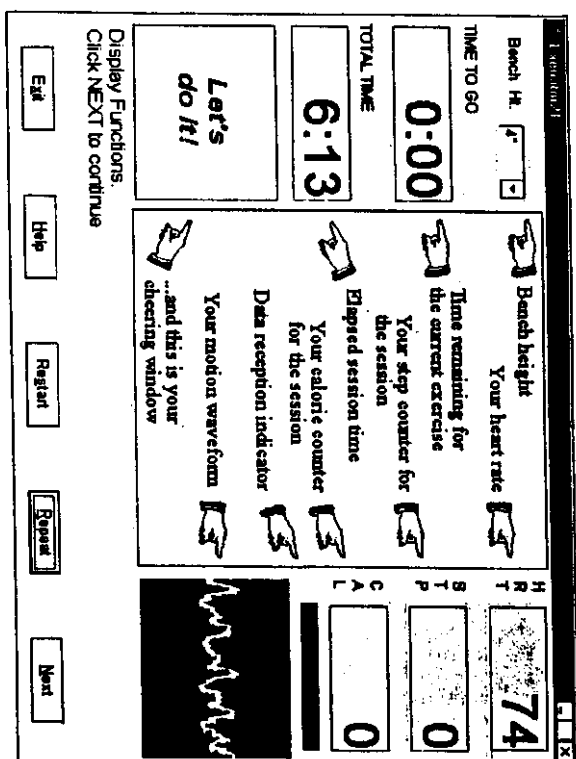 Bench Ht.
4"
TIME TO GO
0:00
TOTAL TIME
6:13
Let's
do it!
Bench height
Your heart rate
Time remaining for
the current exercise
Your step counter for
the session
Elapsed session time
Your calorie counter
for the session
Data reception indicator
Your motion waveform
...and this is your
cheering window
HRT
74
STP
0
CAL
0
Display Functions.
Click NEXT to continue
Exit
Help
Restart
Repeat
Next